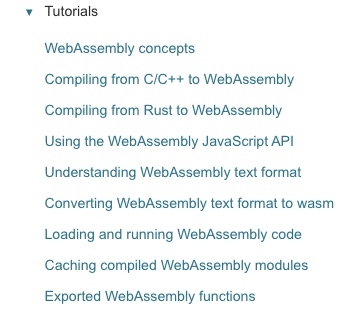 Tutorials
WebAssembly concepts
Compiling from C/C++ to WebAssembly
Compiling from Rust to WebAssembly
Using the WebAssembly JavaScript API
Understanding WebAssembly text format
Converting WebAssembly text format to wasm
Loading and running WebAssembly code
Caching compiled WebAssembly modules
Exported WebAssembly functions